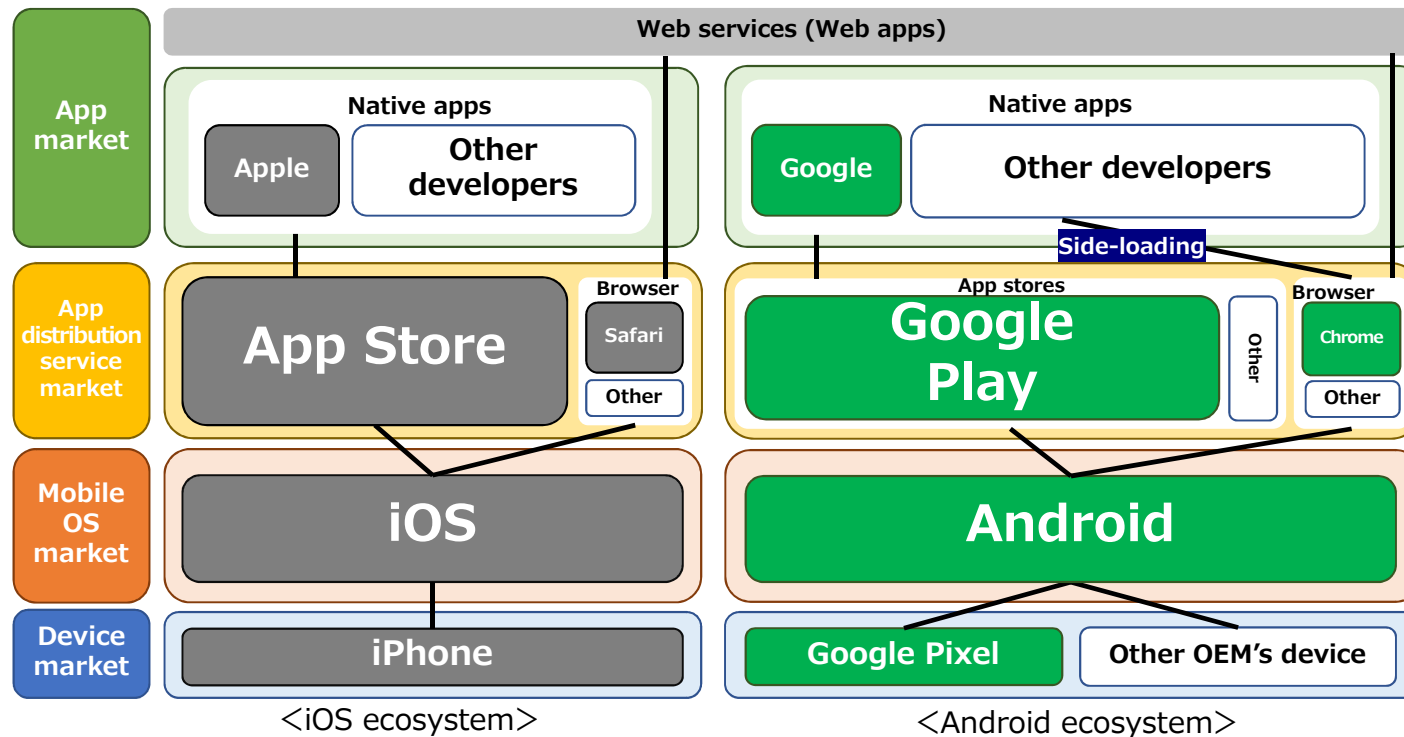 Web services (Web apps)
App
market
Native apps
Apple
Other
developers
Native apps
Google
Other developers
Side-loading
App
distribution
service
market
App Store
Browser
Safari
Other
App stores
Google
Play
Other
Browser
Chrome
Other
Mobile
OS
market
iOS
Android
Device
market
iPhone
Google Pixel
Other OEM’s device
＜iOS ecosystem＞
＜Android ecosystem＞